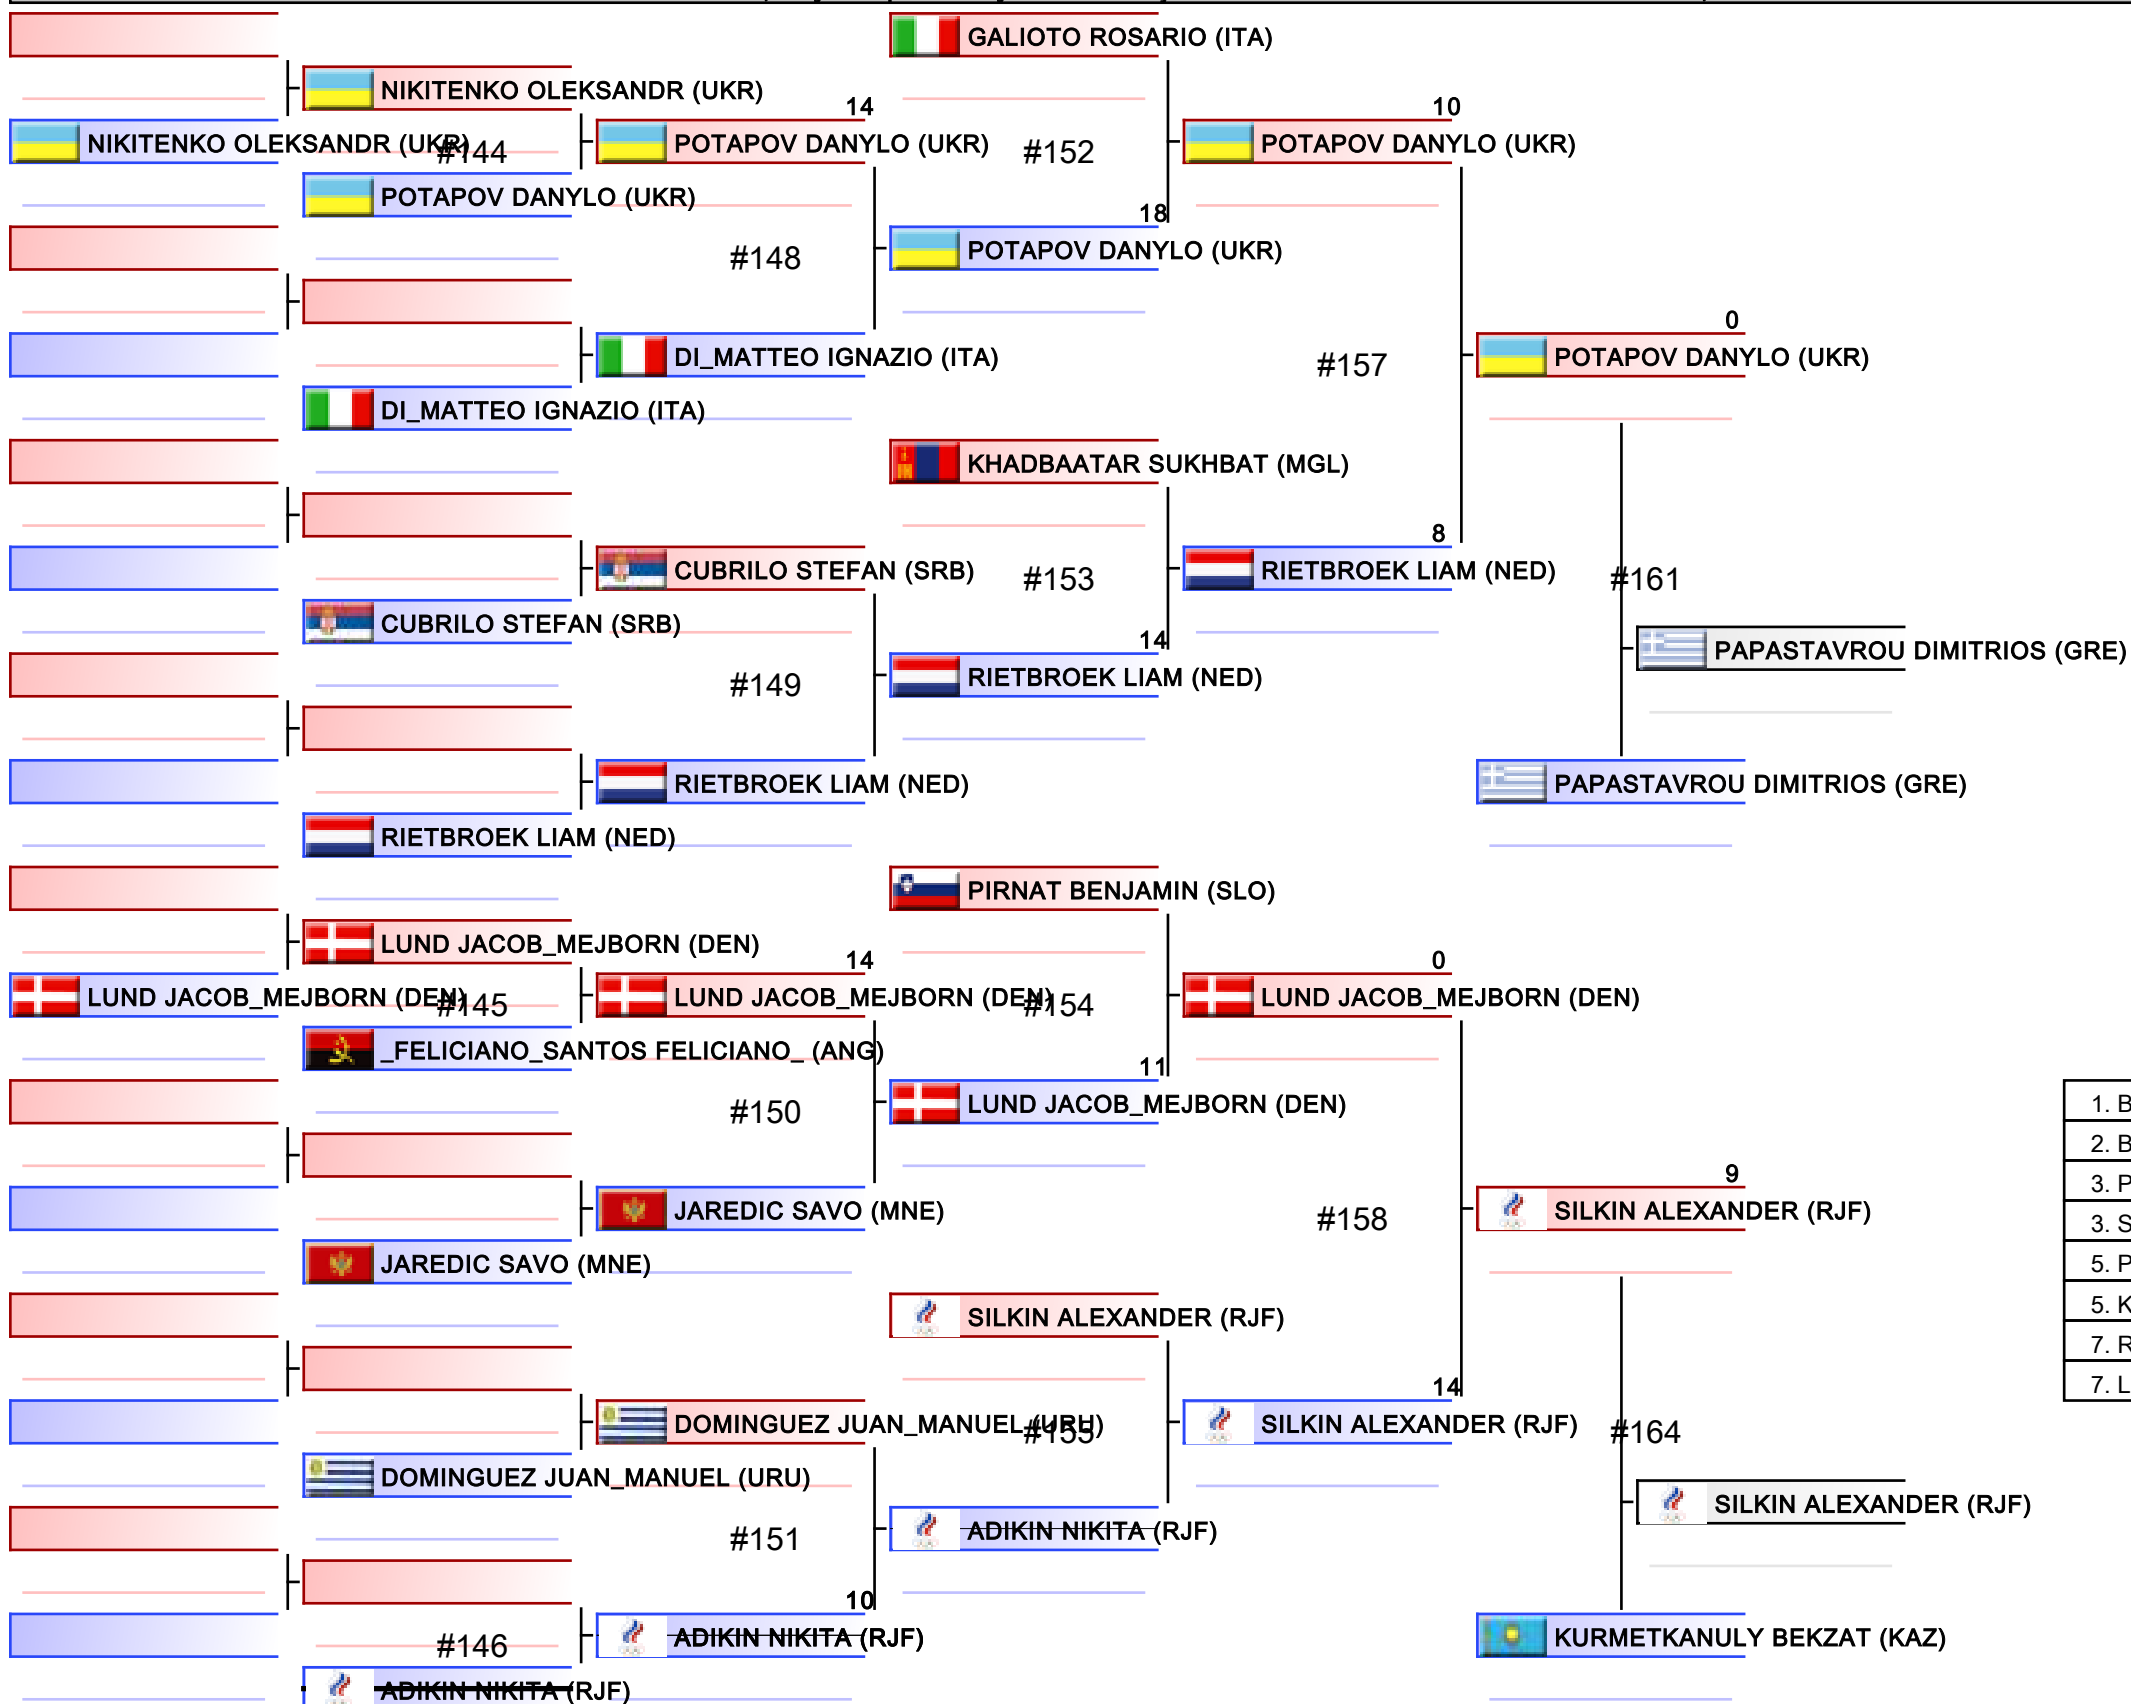 GALIOTO ROSARIO (ITA)
NIKITENKO OLEKSANDR (UKR)
14
10
NIKITENKO OLEKSANDR (UKR)
#144
POTAPOV DANYLO (UKR)
#152
POTAPOV DANYLO (UKR)
POTAPOV DANYLO (UKR)
18
#148
POTAPOV DANYLO (UKR)
0
DI_MATTEO IGNAZIO (ITA)
#157
POTAPOV DANYLO (UKR)
DI_MATTEO IGNAZIO (ITA)
KHADBAATAR SUKHBAT (MGL)
8
CUBRILO STEFAN (SRB)
#153
RIETBROEK LIAM (NED)
#161
CUBRILO STEFAN (SRB)
14
PAPASTAVROU DIMITRIOS (GRE)
#149
RIETBROEK LIAM (NED)
RIETBROEK LIAM (NED)
PAPASTAVROU DIMITRIOS (GRE)
RIETBROEK LIAM (NED)
PIRNAT BENJAMIN (SLO)
LUND JACOB_MEJBORN (DEN)
14
0
LUND JACOB_MEJBORN (DEN)
#145
LUND JACOB_MEJBORN (DEN)
#154
LUND JACOB_MEJBORN (DEN)
_FELICIANO_SANTOS FELICIANO_ (ANG)
11
#150
LUND JACOB_MEJBORN (DEN)
1. B
2. B
9
3. P
JAREDIC SAVO (MNE)
#158
SILKIN ALEXANDER (RJF)
3. S
JAREDIC SAVO (MNE)
5. P
SILKIN ALEXANDER (RJF)
5. K
7. R
14
7. L
DOMINGUEZ JUAN_MANUEL (URU)
#155
SILKIN ALEXANDER (RJF)
#164
DOMINGUEZ JUAN_MANUEL (URU)
SILKIN ALEXANDER (RJF)
#151
ADIKIN NIKITA (RJF)
10
#146
ADIKIN NIKITA (RJF)
KURMETKANULY BEKZAT (KAZ)
ADIKIN NIKITA (RJF)